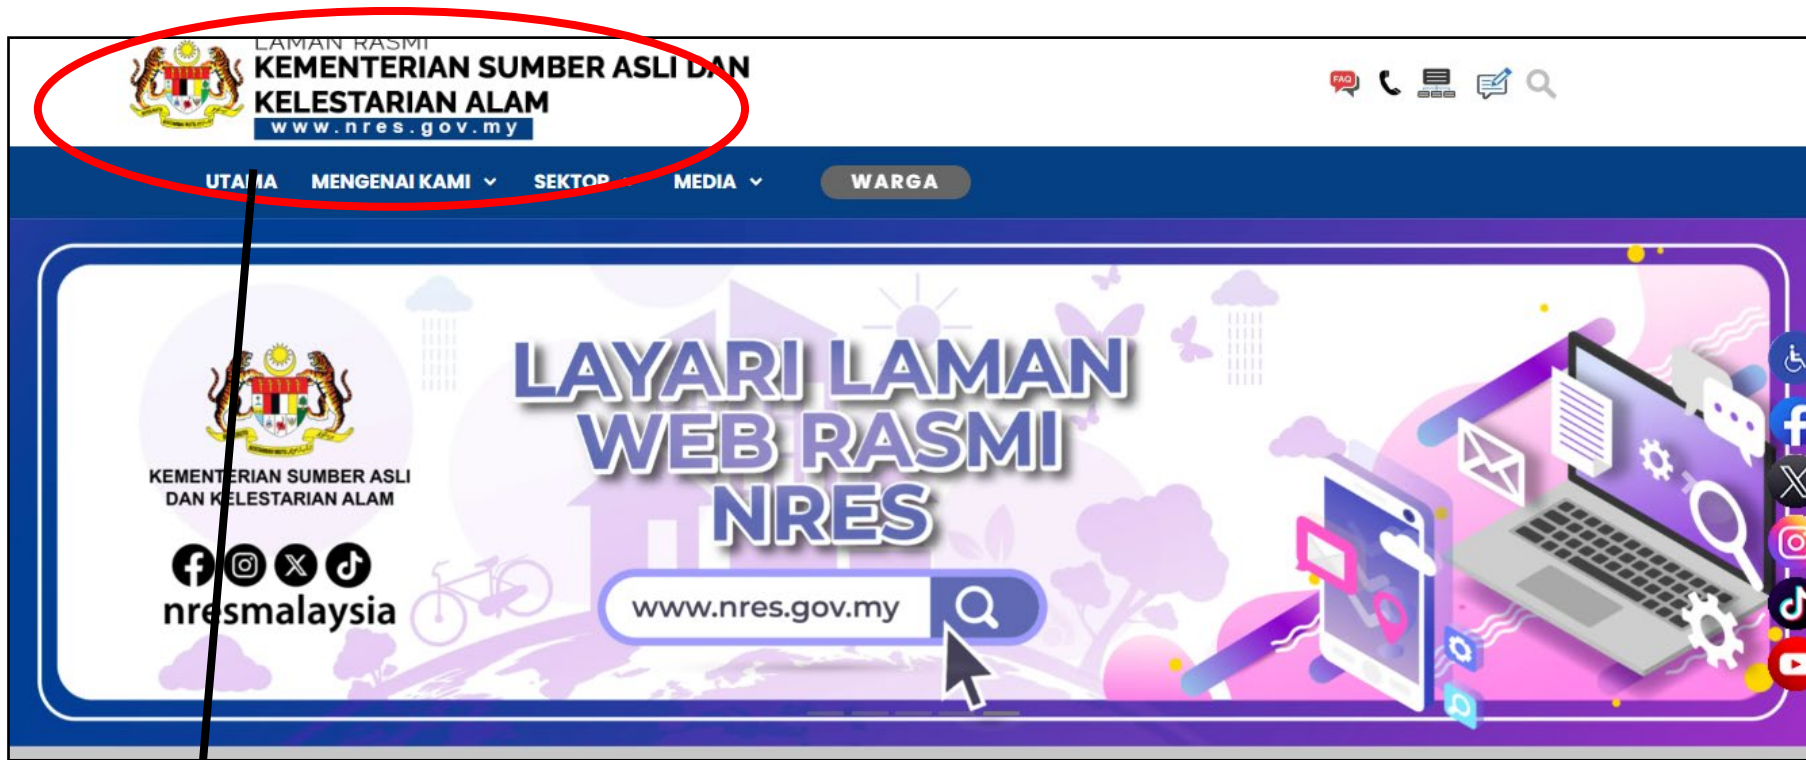 LAMAN RASMI
KEMENTERIAN SUMBER ASLI DAN
KELESTARIAN ALAM
www.nres.gov.my
FAQ
UTAMA MENGENAI KAMI SEKTOR MEDIA WARGA
LAYARI LAMAN
WEB RASMI
NRES
www.nres.gov.my
KEMENTERIAN SUMBER ASLI
DAN KELESTARIAN ALAM
nresmalaysia